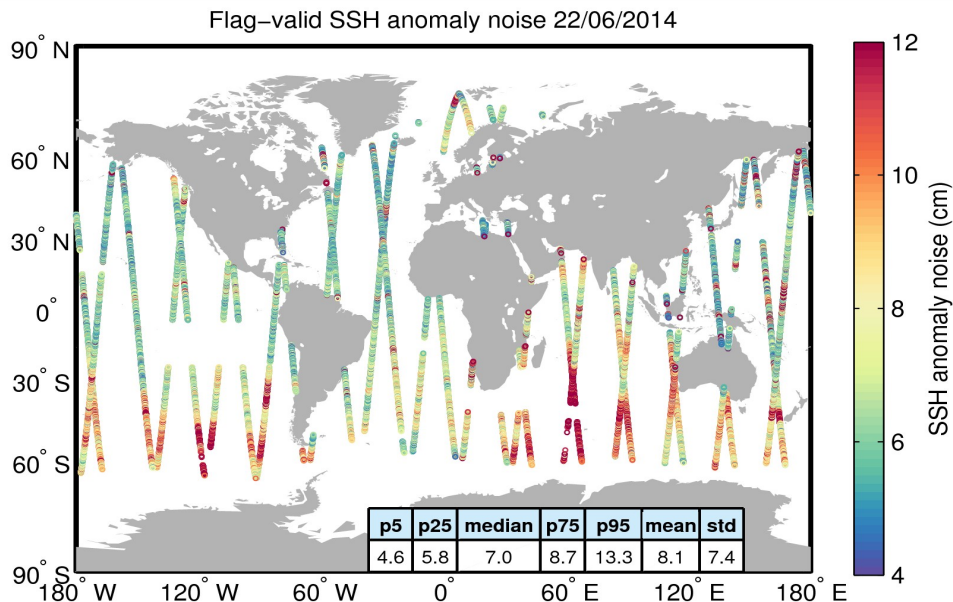 Flag−valid SSH anomaly noise 22/06/2014
90° N
60° N
30° N
0°
30° S
60° S
90° S
180° W
120° W
60° W
0°
60° E
120° E
180° E
p5 p25 median p75 p95 mean std
4.6 5.8 7.0 8.7 13.3 8.1 7.4
12
10
8
6
4
SSH anomaly noise (cm)